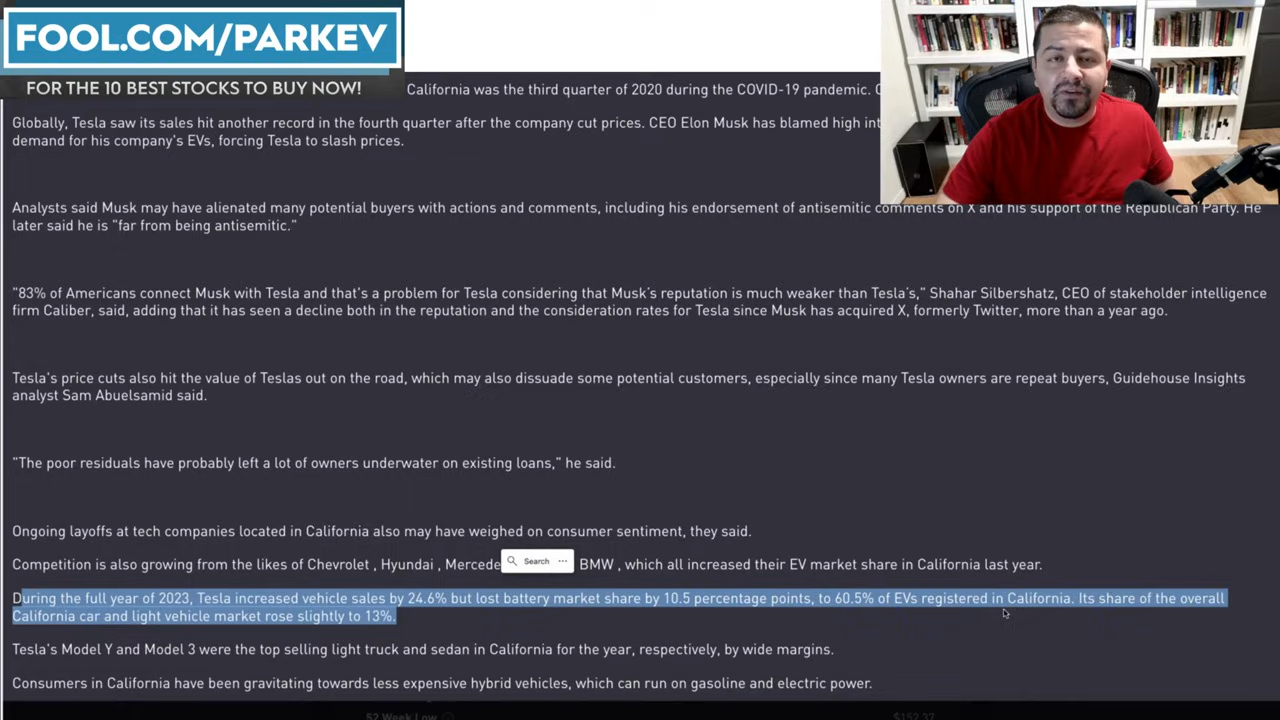 FOOL.COM/PARKEV
FOR THE 10 BEST STOCKS TO BUY NOW!
California was the third quarter of 2020 during the COVID-19 pandemic.
Globally, Tesla saw its sales hit another record in the fourth quarter after the company cut prices. CEO Elon Musk has blamed high
demand for his company's EVs, forcing Tesla to slash prices.
Analysts said Musk may have alienated many potential buyers with actions and comments, including his endorsement of antisemitic comments on X and his support of the Republican Party. He
later said he is "far from being antisemitic."
"83% of Americans connect Musk with Tesla and that's a problem for Tesla considering that Musk's reputation is much weaker than Tesla's," Shahar Silbershatz, CEO of stakeholder intelligence
firm Caliber, said, adding that it has seen a decline both in the reputation and the consideration rates for Tesla since Musk has acquired X, formerly Twitter, more than a year ago.
Tesla's price cuts also hit the value of Teslas out on the road, which may also dissuade some potential customers, especially since many Tesla owners are repeat buyers, Guidehouse Insights
analyst Sam Abuelsamid said.
"The poor residuals have probably left a lot of owners underwater on existing loans," he said.
Ongoing layoffs at tech companies located in California also may have weighed on consumer sentiment, they said.
Competition is also growing from the likes of Chevrolet , Hyundai , Mercede Search ... BMW , which all increased their EV market share in California last year.
During the full year of 2023, Tesla increased vehicle sales by 24.6% but lost battery market share by 10.5 percentage points, to 60.5% of EVs registered in California. Its share of the overall
California car and light vehicle market rose slightly to 13%.
Tesla's Model Y and Model 3 were the top selling light truck and sedan in California for the year, respectively, by wide margins.
Consumers in California have been gravitating towards less expensive hybrid vehicles, which can run on gasoline and electric power.
52 Week Low
$152.37